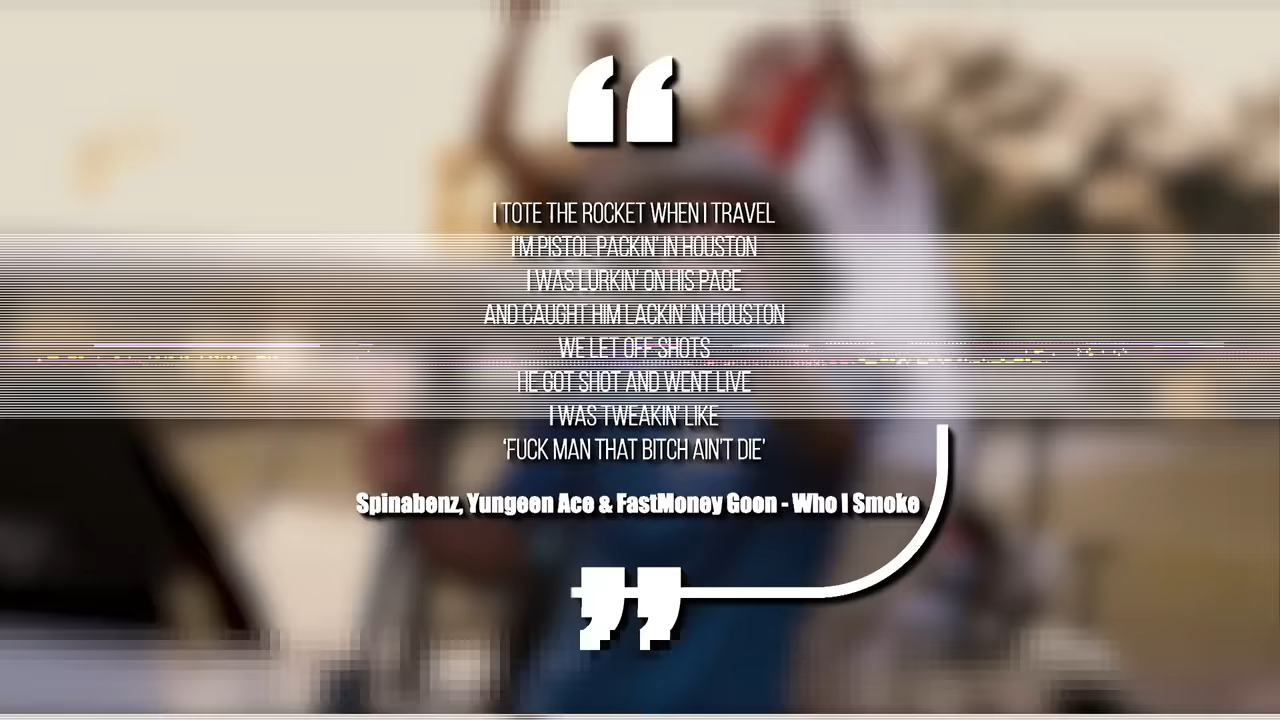 “
I TOTE THE ROCKET WHEN I TRAVEL
I'M PISTOL PACKIN' IN HOUSTON
I WAS LURKIN' ON HIS PAGE
AND CAUGHT HIM LACKIN' IN HOUSTON
WE LET OFF SHOTS
HE GOT SHOT AND WENT LIVE
I WAS TWEAKIN' LIKE
‘FUCK MAN THAT BITCH AIN'T DIE’
Spinabenz, Yungeen Ace & FastMoney Goon - Who I Smoke
”